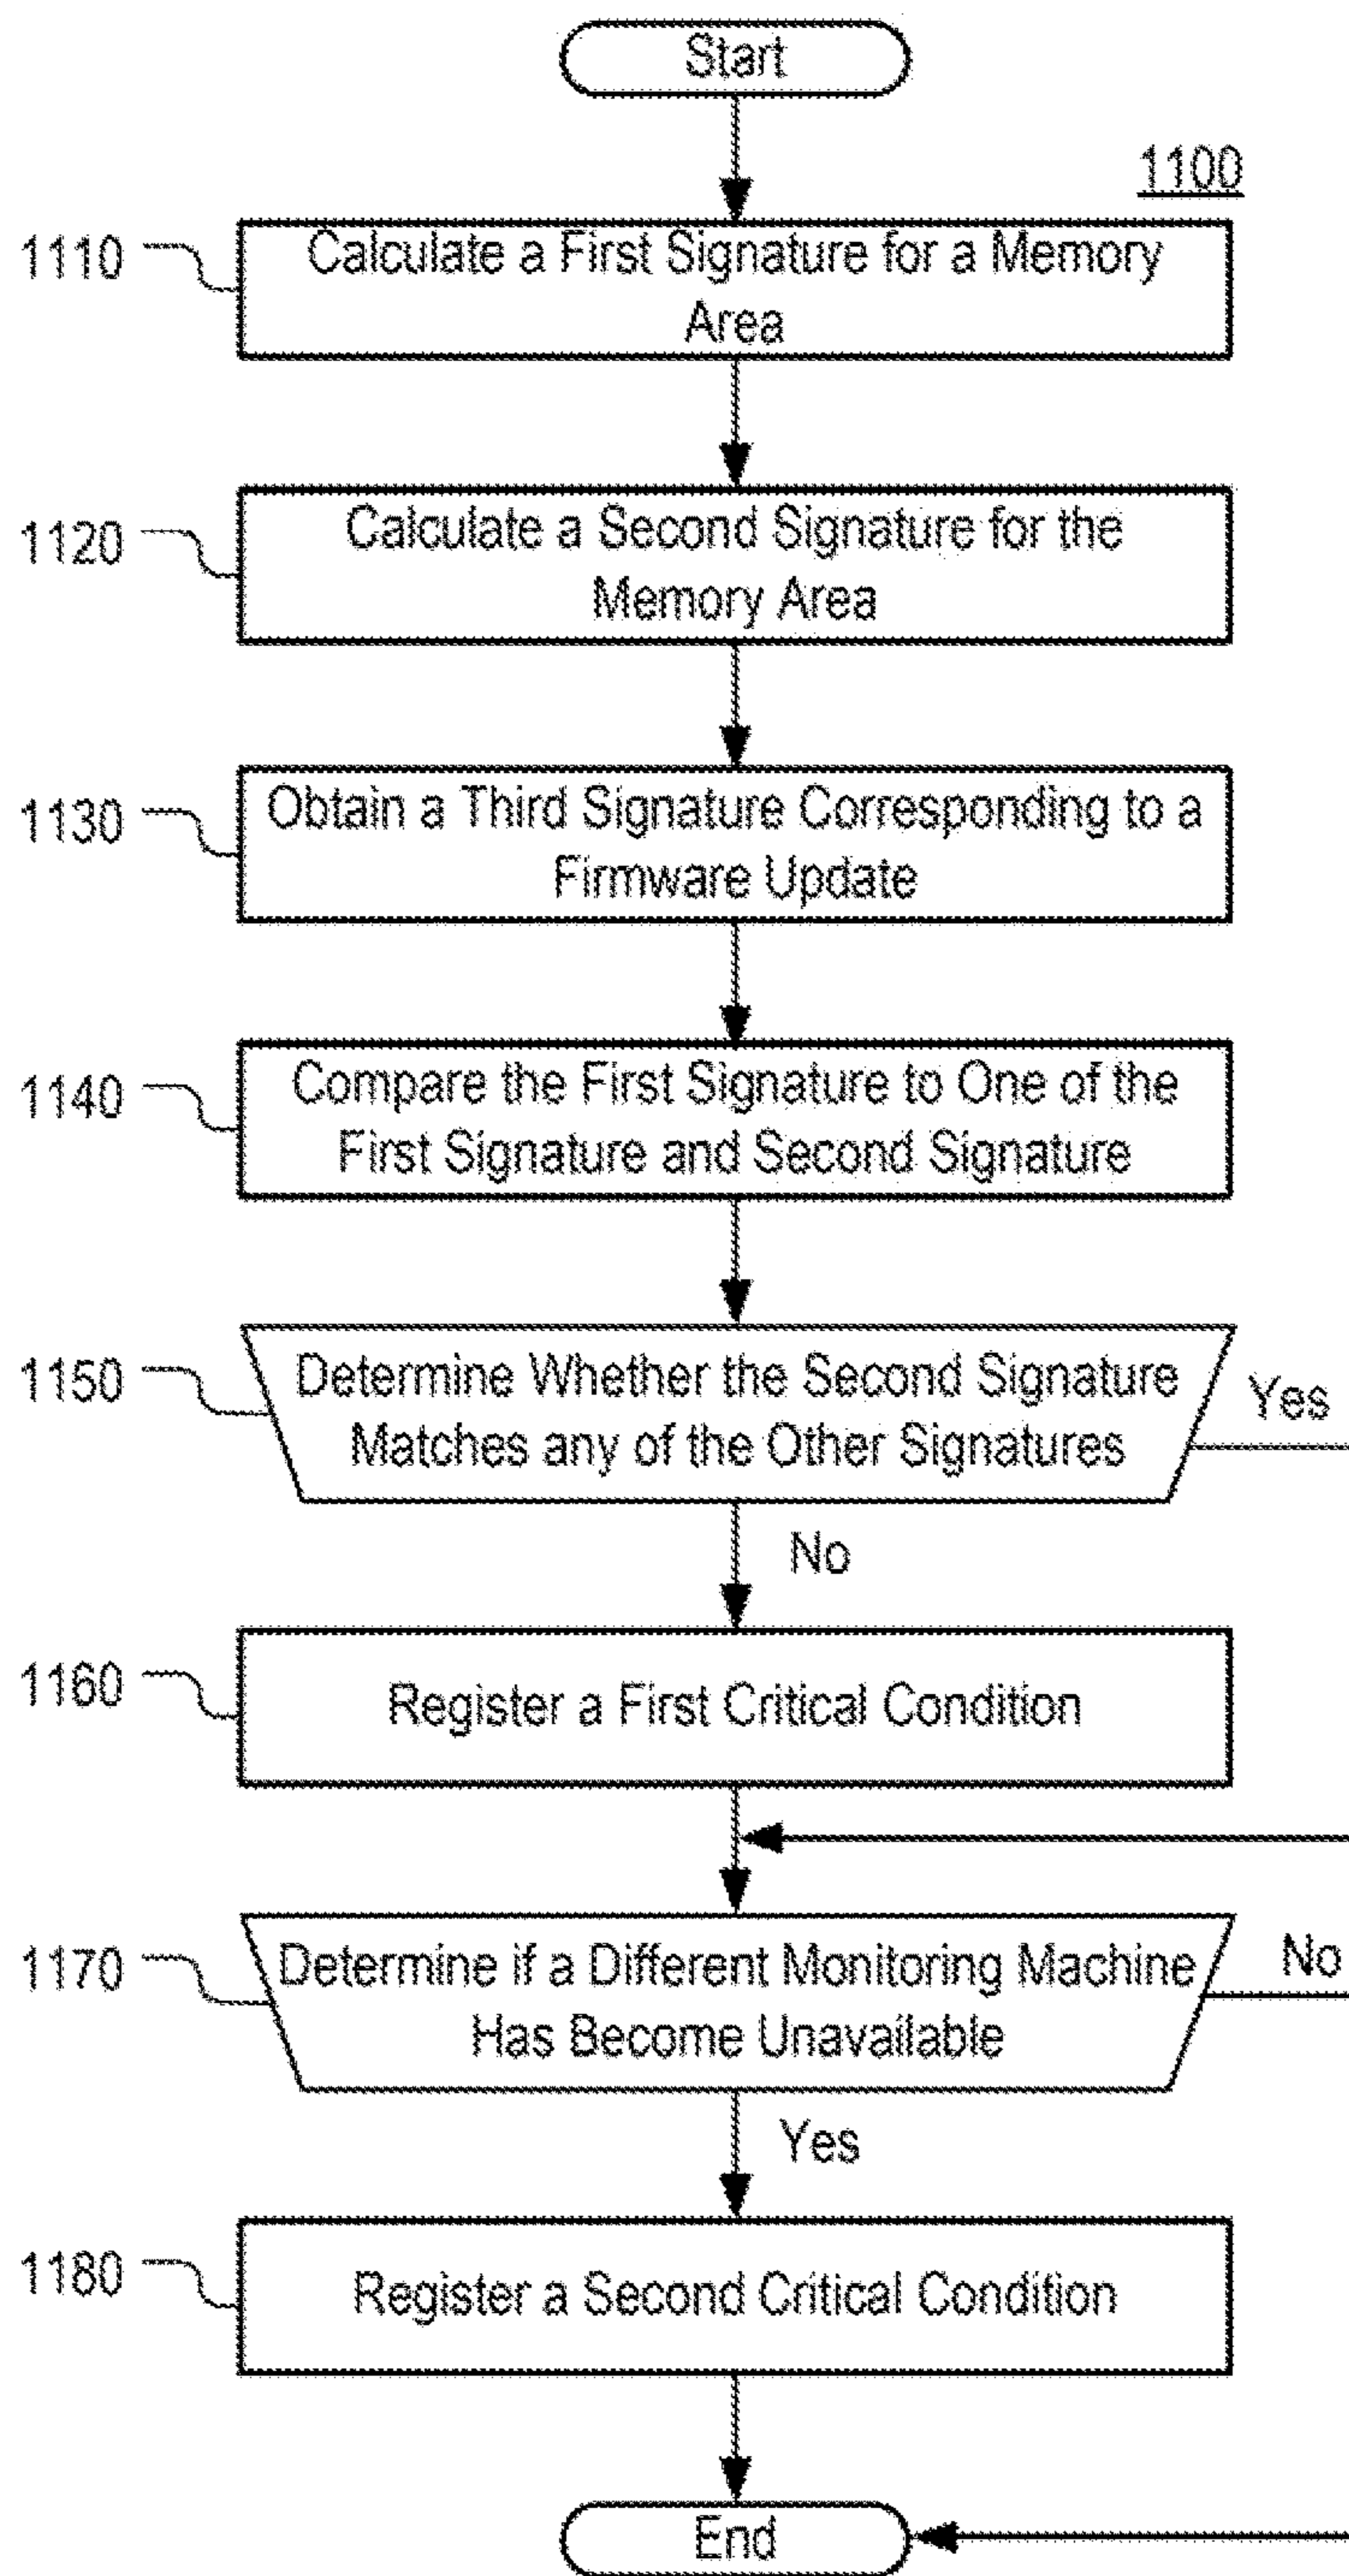 Start
1100
1110
Calculate a First Signature for a Memory
Area
1120
Calculate a Second Signature for the
Memory Area
1130
Obtain a Third Signature Corresponding to a
Firmware Update
1140
Compare the First Signature to One of the
First Signature and Second Signature
1150
Determine Whether the Second Signature
Matches any of the Other Signatures
Yes
No
1160
Register a First Critical Condition
1170
Determine if a Different Monitoring Machine
Has Become Unavailable
No
Yes
1180
Register a Second Critical Condition
End